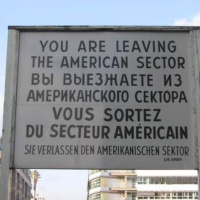 YOU ARE LEAVING
THE AMERICAN SECTOR
ВЫ ВЫЕЗЖАЕТЕ ИЗ
АМЕРИКАНСКОГО СЕКТОРА
VOUS SORTEZ
DU SECTEUR AMÉRICAIN
SIE VERLASSEN DEN AMERIKANISCHEN SEKTOR